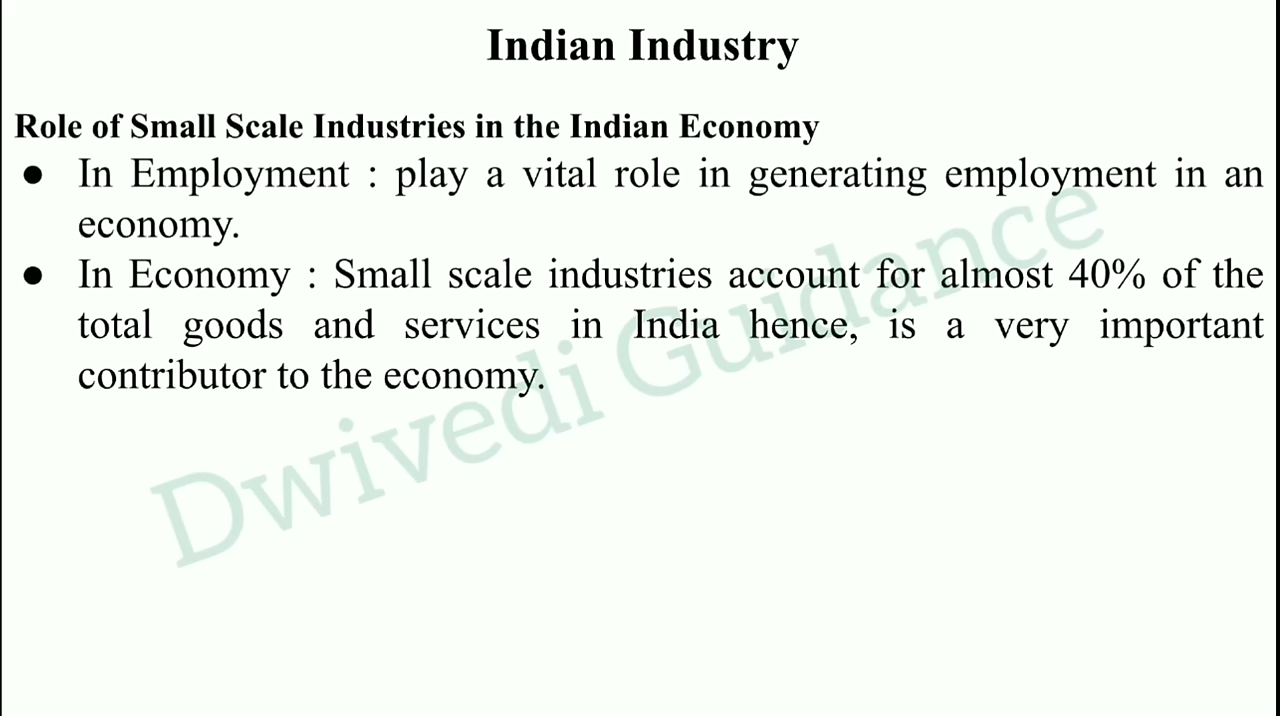 Indian Industry
Role of Small Scale Industries in the Indian Economy
● In Employment : play a vital role in generating employment in an
economy.
● In Economy : Small scale industries account for almost 40% of the
total goods and services in India hence, is a very important
contributor to the economy.
Dwivedi Guidance